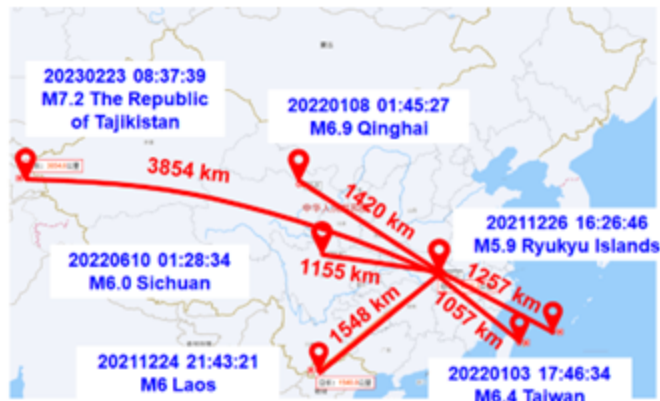 20230223 08:37:39
M7.2 The Republic
of Tajikistan
20220108 01:45:27
M6.9 Qinghai
3854 km
1420 km
20211226 16:26:46
M5.9 Ryukyu Islands
20220610 01:28:34
M6.0 Sichuan
1155 km
1257 km
1057 km
1548 km
20211224 21:43:21
M6 Laos
20220103 17:46:34
M6.4 Taiwan